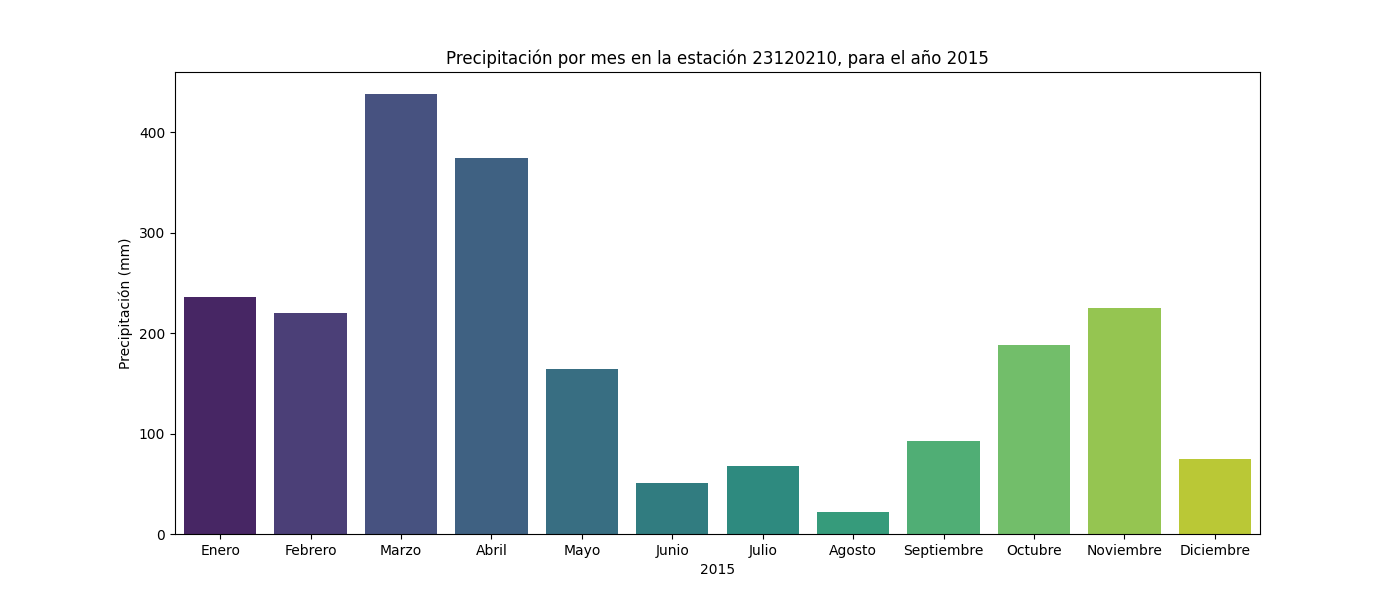 Precipitación por mes en la estación 23120210, para el año 2015
Precipitación (mm)
400
300
200
100
0
Enero Febrero Marzo Abril Mayo Junio Julio Agosto Septiembre Octubre Noviembre Diciembre
2015